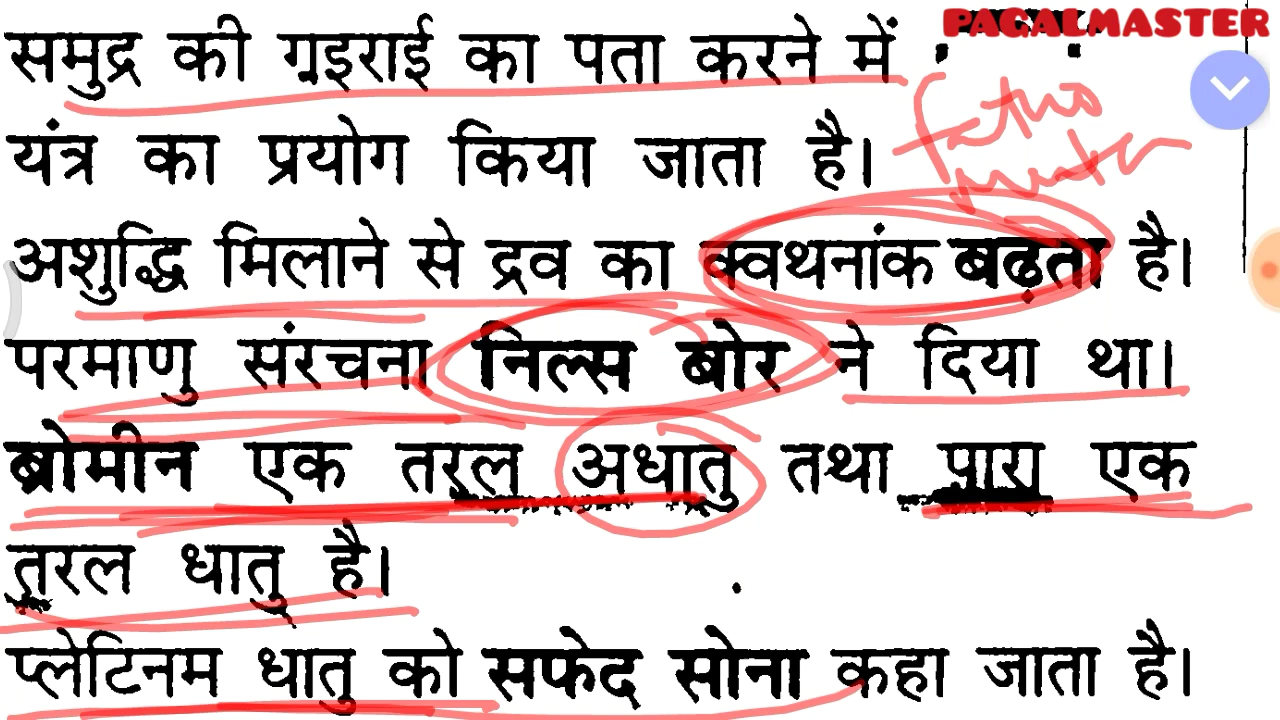 PAGALMASTER
समुद्र की गइराई का पता करने में
यंत्र का प्रयोग किया जाता है।
अशुद्धि मिलाने से द्रव का क्वथनांक बढ़ता है।
परमाणु संरचना निल्स बोर ने दिया था।
ब्रोमीन एक तरल अधातु तथा पारा एक
तरल धातु है।
प्लेटिनम धातु को सफेद सोना कहा जाता है।